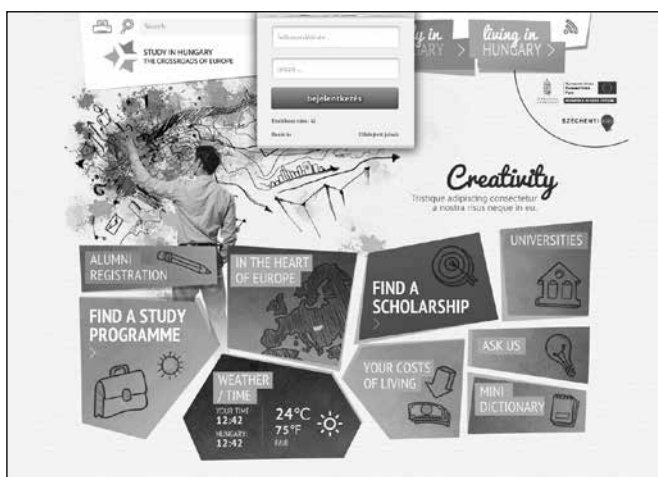 Search
STUDY IN HUNGARY
THE CROSSROADS OF EUROPE
bejelentkezés
living in
HUNGARY >
SZÉCHENYI
Creativity
Tristique adipiscing consectetur
a nostra risus neque in eu.
ALUMNI
REGISTRATION
IN THE HEART
OF EUROPE
FIND A
SCHOLARSHIP
>
UNIVERSITIES
FIND A STUDY
PROGRAMME
>
WEATHER
/ TIME
YOUR TIME
12:42
HUNGARY:
12:42
24°C
75°F
FAIR
YOUR COSTS
OF LIVING
ASK US
MINI
DICTIONARY